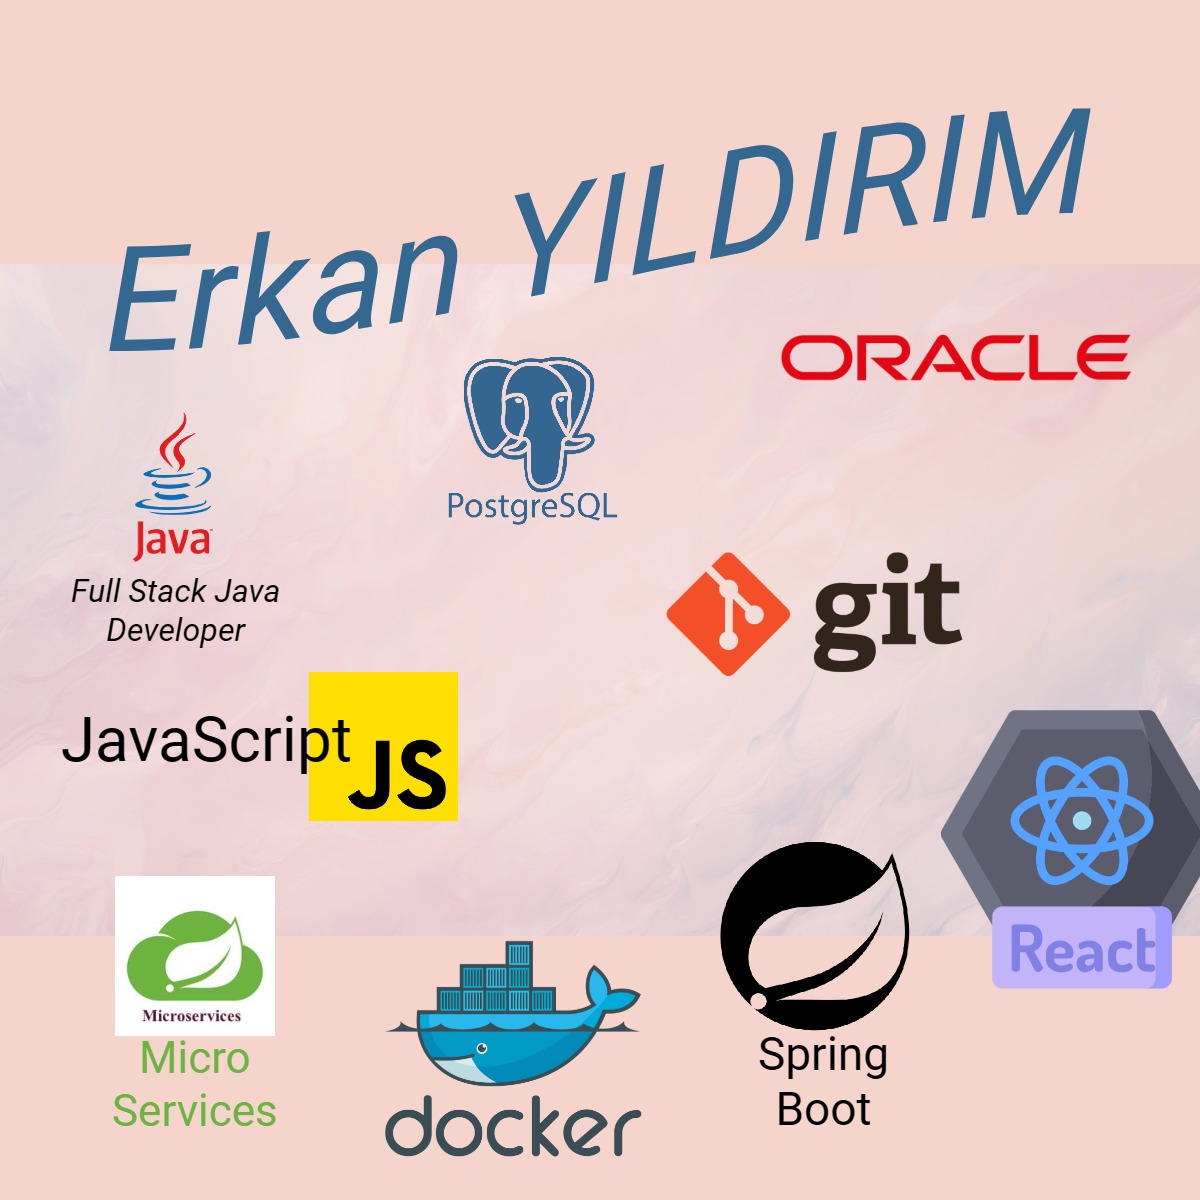 Erkan YILDIRIM
ORACLE
PostgreSQL
Java
Full Stack Java
Developer
git
JavaScript
JS
React
Microservices
Micro
Services
docker
Spring
Boot